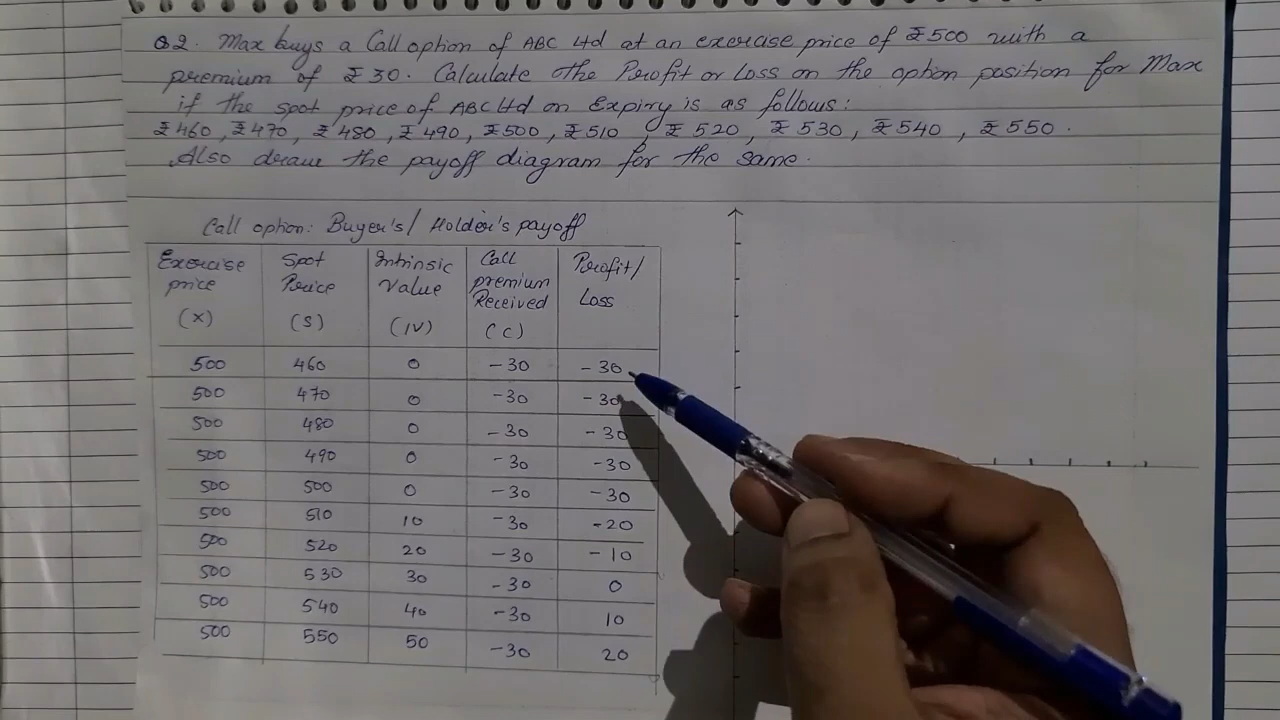 Q2. Max buys a Call option of ABC Ltd at an exercise price of ₹500 with a
premium of ₹30. Calculate the Profit or Loss on the option position for Max
if the spot price of ABC Ltd on Expiry is as follows:
₹460, ₹470, ₹480, ₹490, ₹500, ₹510, ₹520, ₹530, ₹540, ₹550.
Also draw the payoff diagram for the same.
Call option: Buyer's/ Holder's payoff
Exercise price (X) Spot Price (S) Intrinsic Value (IV) Call premium Received (C) Profit/ Loss
500 460 0 -30 -30
500 470 0 -30 -30
500 480 0 -30 -30
500 490 0 -30 -30
500 500 0 -30 -30
500 510 10 -30 -20
500 520 20 -30 -10
500 530 30 -30 0
500 540 40 -30 10
500 550 50 -30 20